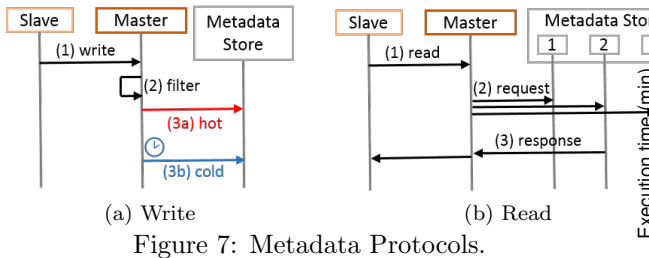 Slave
Master
Metadata
Store
(1) write
(2) filter
(3a) hot
(3b) cold
(a) Write
Slave
Master
Metadata Stor
1
2
(1) read
(2) request
(3) response
(b) Read
Execution time (min)
Figure 7: Metadata Protocols.